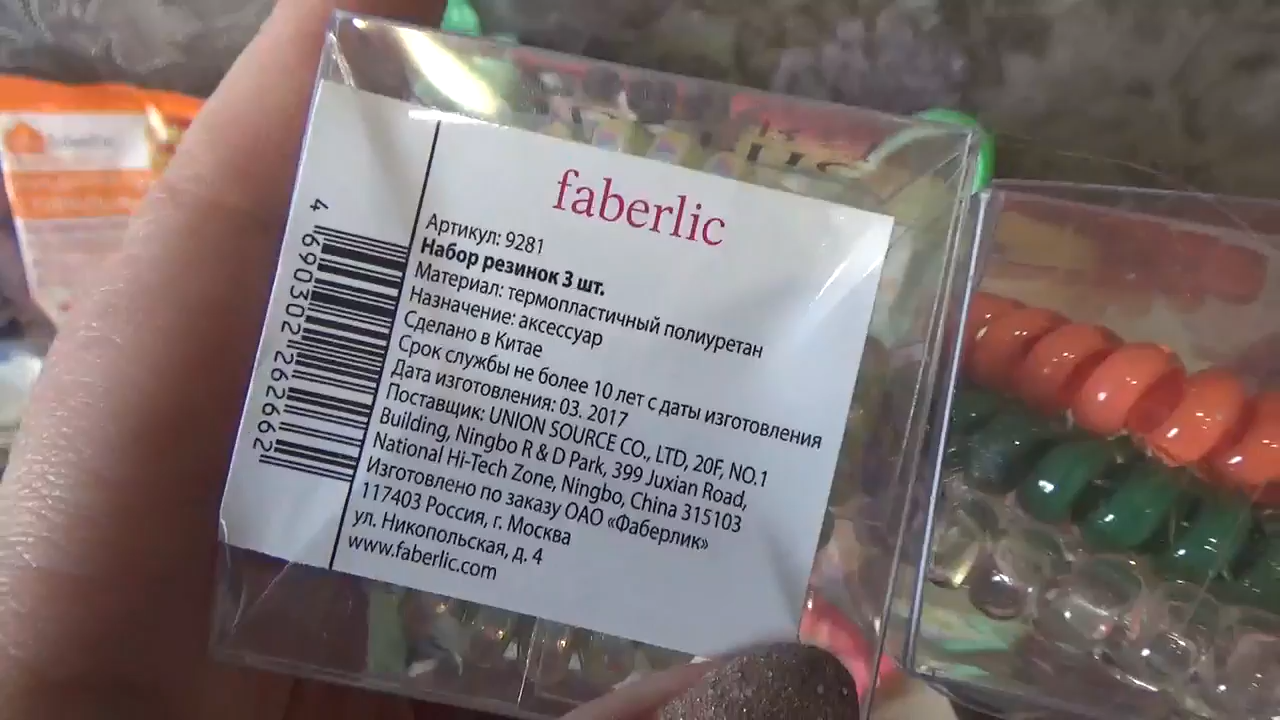 faberlic
Артикул: 9281
Набор резинок 3 шт.
Материал: термопластичный полиуретан
Назначение: аксессуар
Сделано в Китае
Срок службы не более 10 лет с даты изготовления
Дата изготовления: 03. 2017
Поставщик: UNION SOURCE CO., LTD, 20F, NO.1
Building, Ningbo R & D Park, 399 Juxian Road,
National Hi-Tech Zone, Ningbo, China 315103
Изготовлено по заказу ОАО «Фаберлик»
117403 Россия, г. Москва
ул. Никопольская, д. 4
www.faberlic.com
4 690302 262662